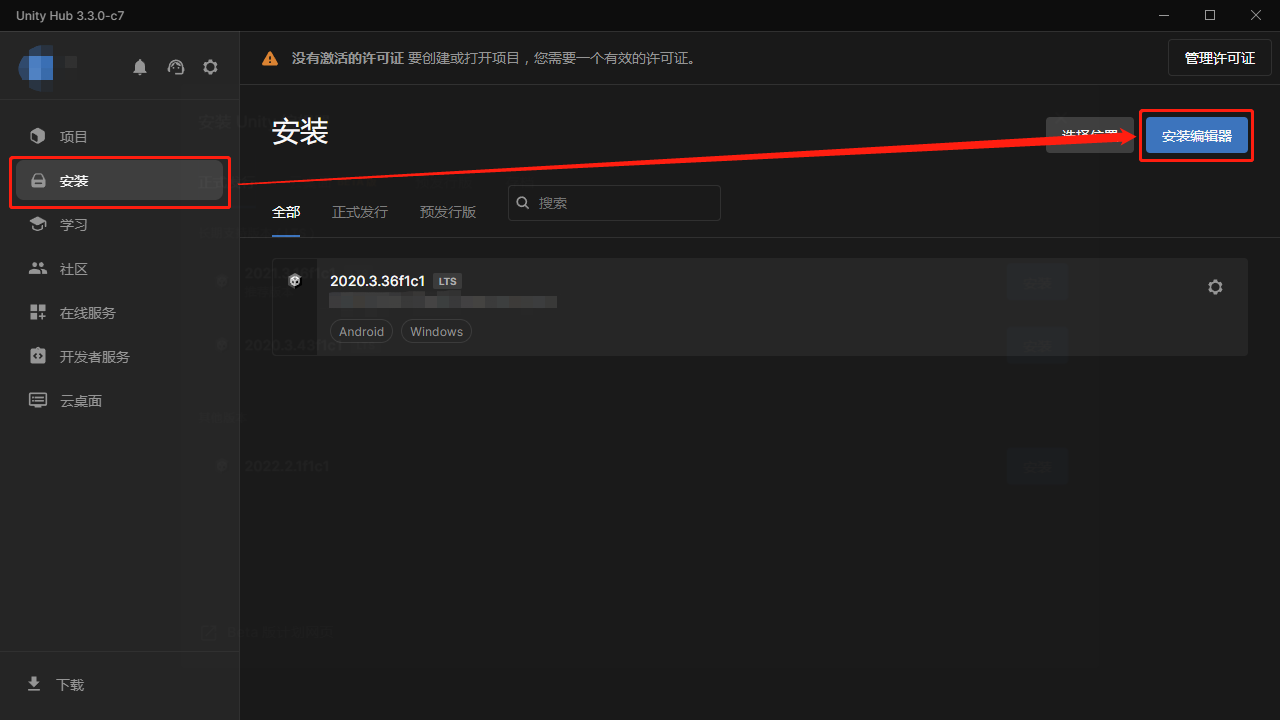 Unity Hub 3.3.0-c7
没有激活的许可证 要创建或打开项目，您需要一个有效的许可证。
管理许可证
项目
安装
学习
社区
在线服务
开发者服务
云桌面
下载
安装
选择位置
安装编辑器
全部
正式发行
预发行版
搜索
2020.3.36f1c1 LTS
Android
Windows
2022.2.1f1c1